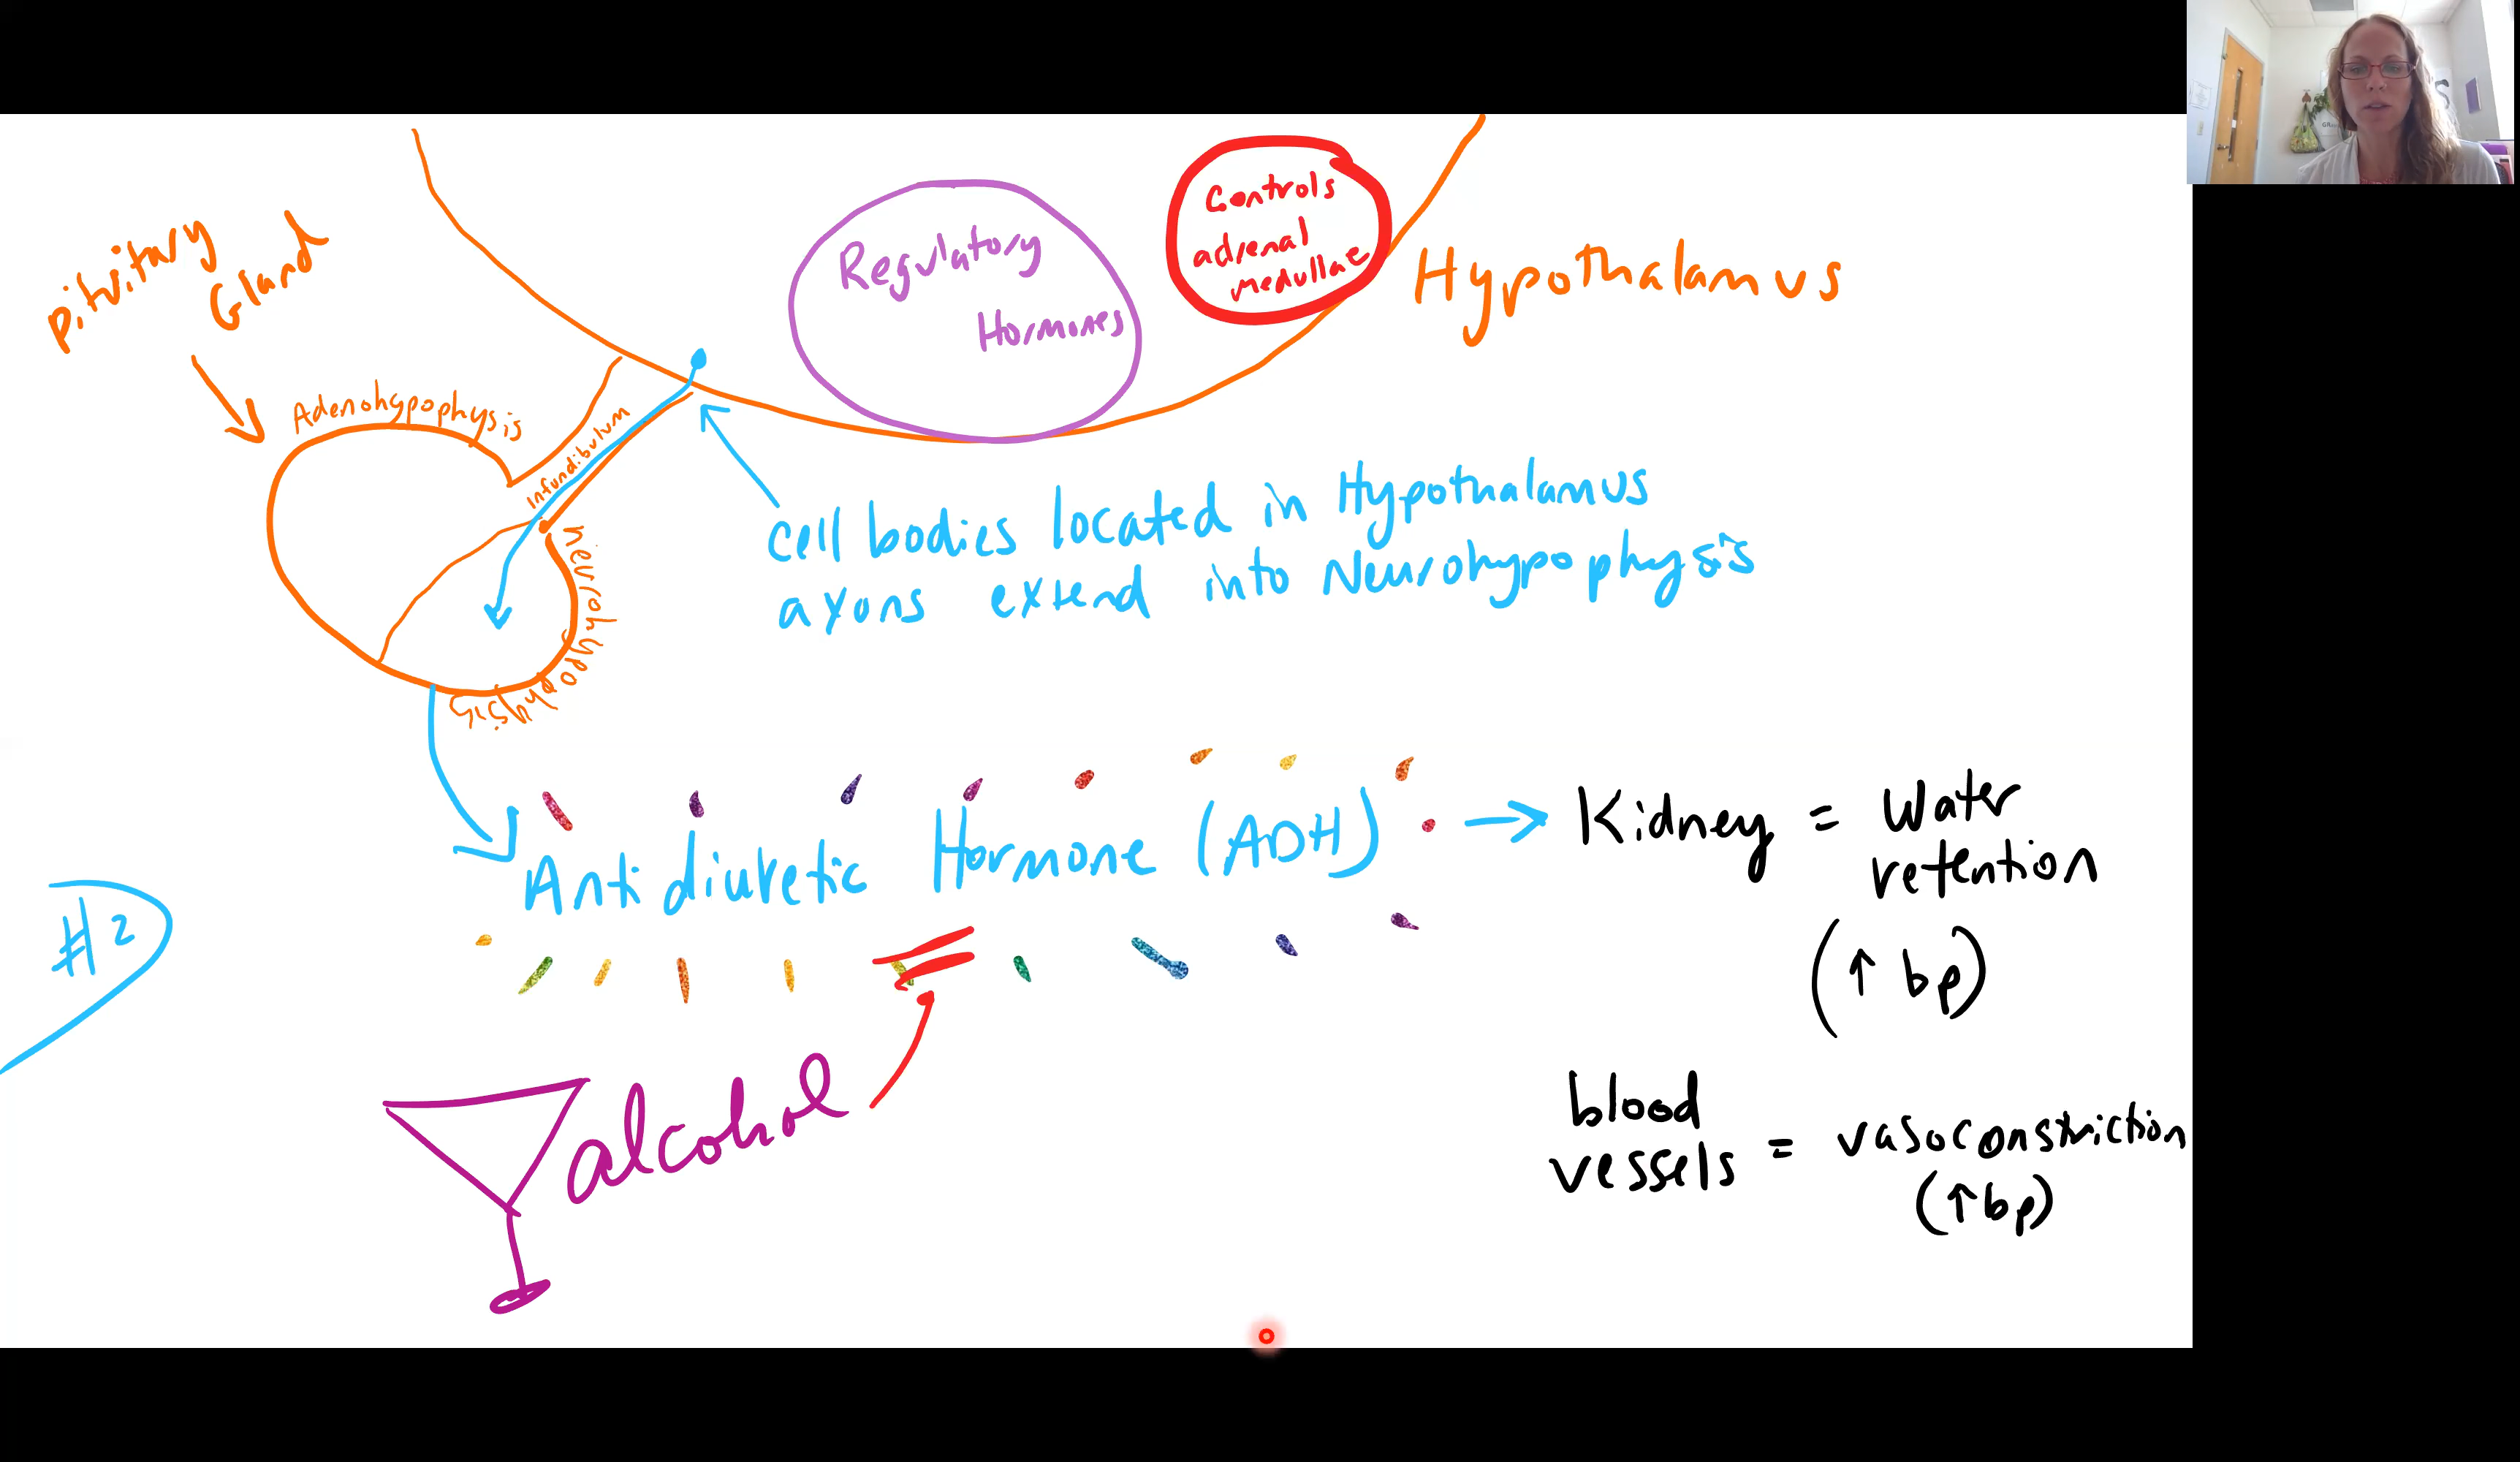 Pituitary
Gland
Regulatory
Hormones
Controls
adrenal
medullae
Hypothalamus
Adenohypophysis
Infundibulum
Neurohypophysis
cell bodies located in Hypothalamus
axons extend into Neurohypophysis
#2
Antidiuretic Hormone (ADH) → Kidney = Water
retention
(↑ bp)
alcohol
blood
vessels = vasoconstriction
(↑bp)